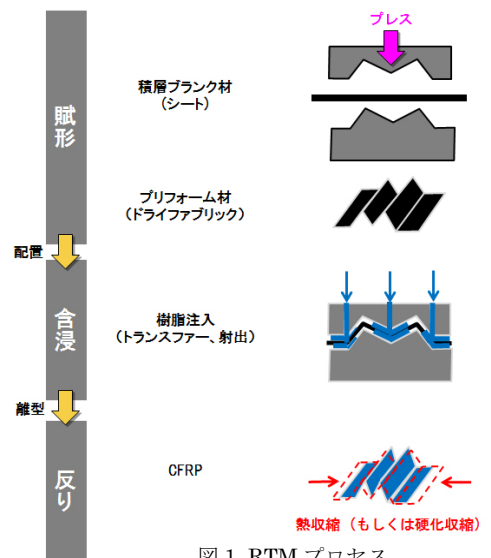 プレス
積層ブランク材
(シート)
賦形
プリフォーム材
(ドライファブリック)
配置
含浸
樹脂注入
(トランスファー、射出)
離型
反り
CFRP
熱収縮（もしくは硬化収縮）
図 1 RTM プロセス